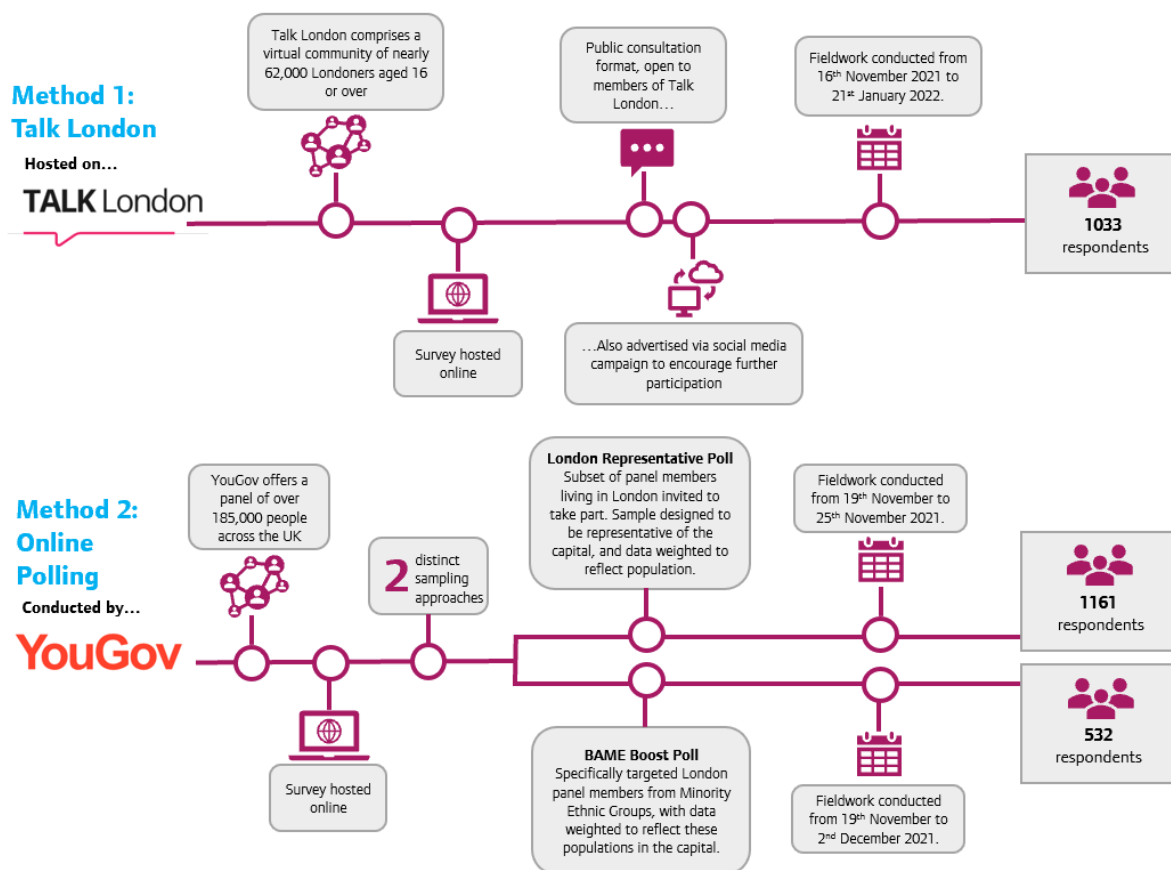 Method 1:
Talk London
Hosted on...
TALK London
Talk London comprises a
virtual community of nearly
62,000 Londoners aged 16
or over
Survey hosted
online
Public consultation
format, open to
members of Talk
London…
…Also advertised via social media
campaign to encourage further
participation
Fieldwork conducted from
16th November 2021 to
21st January 2022.
1033
respondents
Method 2:
Online
Polling
Conducted by...
YouGov
YouGov offers a
panel of over
185,000 people
across the UK
Survey hosted
online
2 distinct
sampling
approaches
London Representative Poll
Subset of panel members
living in London invited to
take part. Sample designed to
be representative of the
capital, and data weighted to
reflect population.
Fieldwork conducted
from 19th November to
25th November 2021.
1161
respondents
BAME Boost Poll
Specifically targeted London
panel members from Minority
Ethnic Groups, with data
weighted to reflect these
populations in the capital.
Fieldwork conducted
from 19th November to
2nd December 2021.
532
respondents